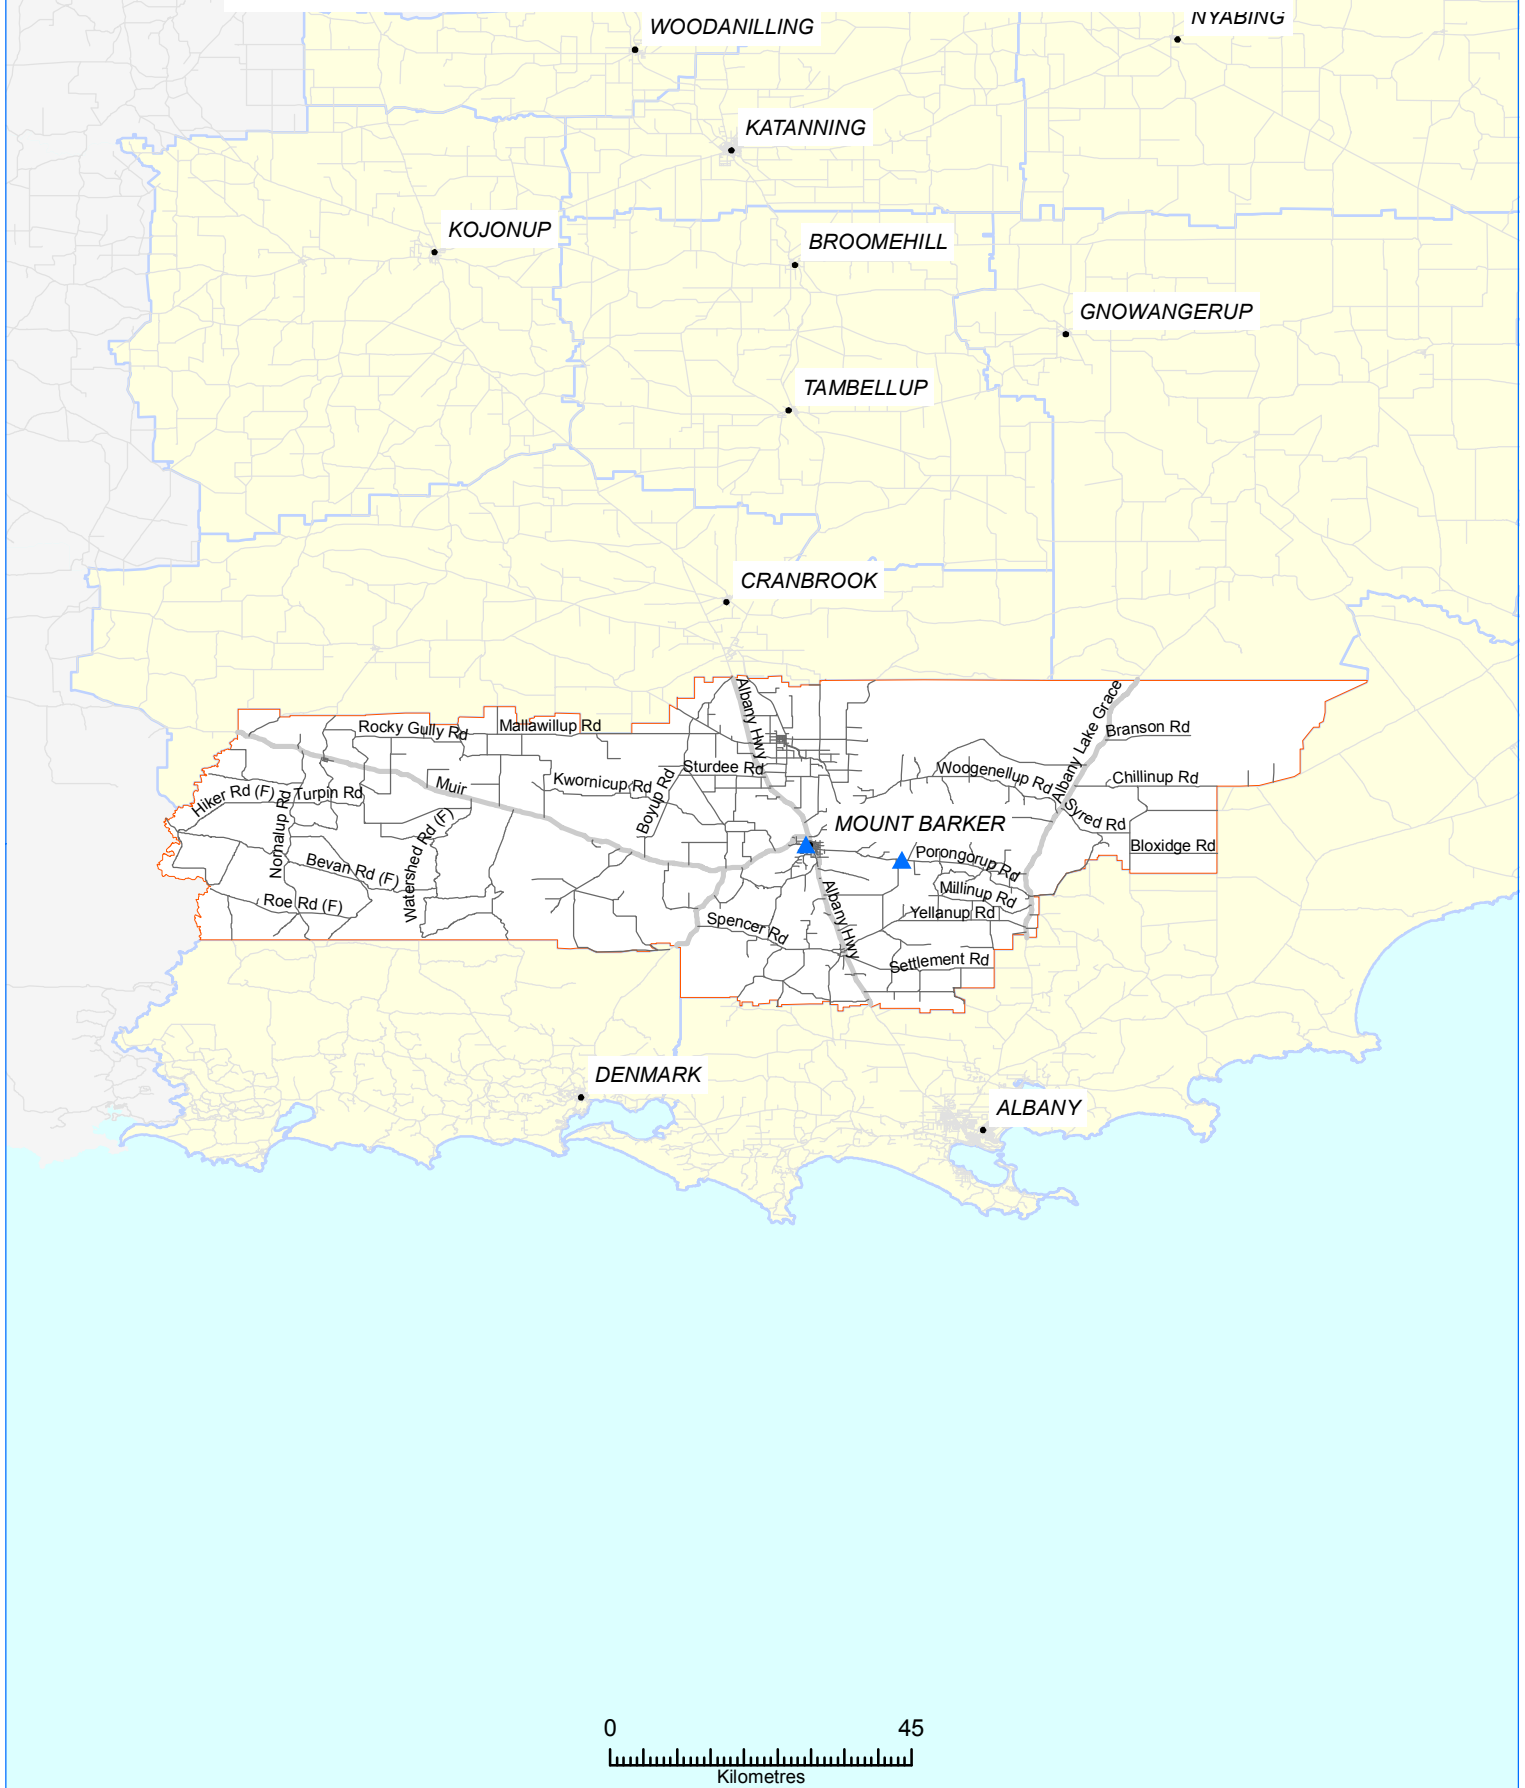 NYABING
WOODANILLING
KATANNING
KOJONUP
BROOMEHILL
GNOWANGERUP
TAMBELLUP
CRANBROOK
Albany Hwy
Albany Lake Grace
Rocky Gully Rd
Mallawillup Rd
Branson Rd
Sturdee Rd
Woogenellup Rd
Chillinup Rd
Muir
Kwornicup Rd
Boyup Rd
Hiker Rd (F)
Turpin Rd
Nornalup Rd
Syred Rd
MOUNT BARKER
Watershed Rd (F)
Bevan Rd (F)
Porongorup Rd
Bloxidge Rd
Millinup Rd
Roe Rd (F)
Albany Hwy
Yellanup Rd
Spencer Rd
Settlement Rd
DENMARK
ALBANY
0 45
Kilometres